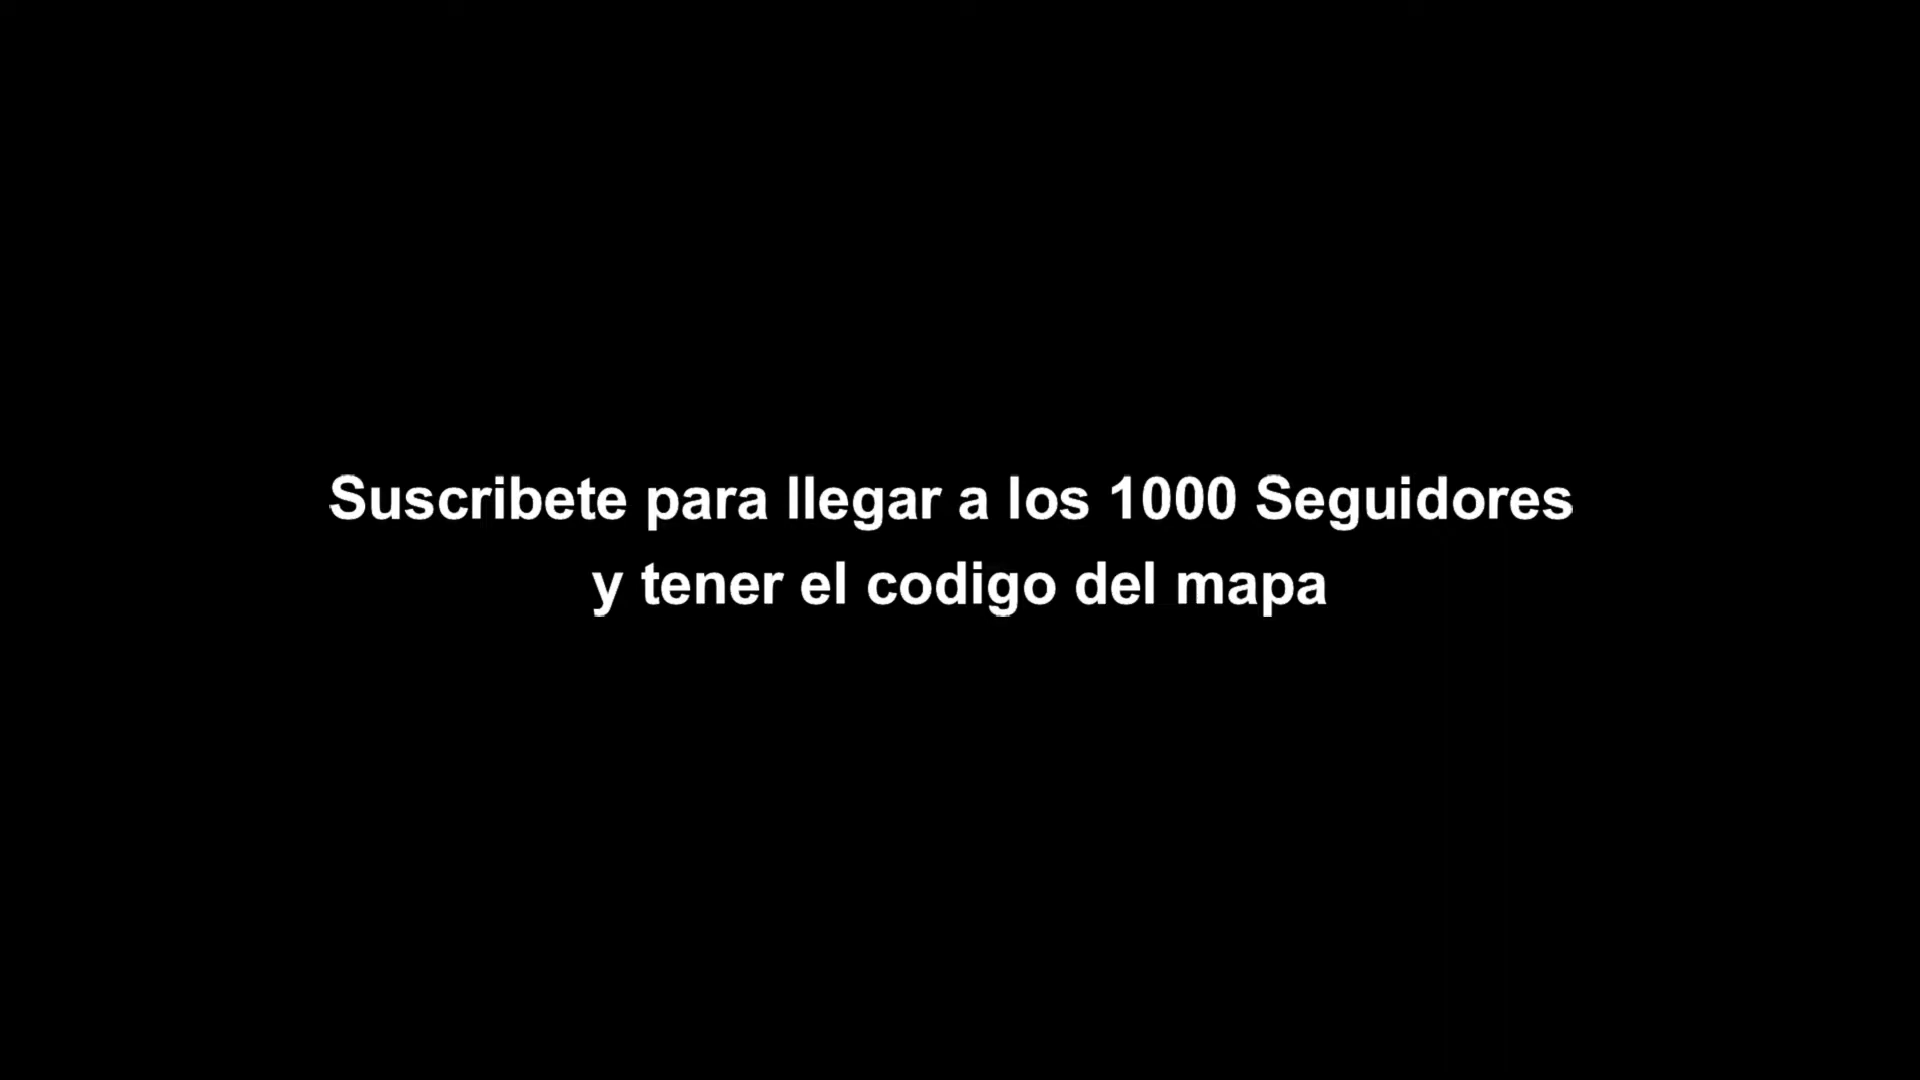 Suscribete para llegar a los 1000 Seguidores
y tener el codigo del mapa